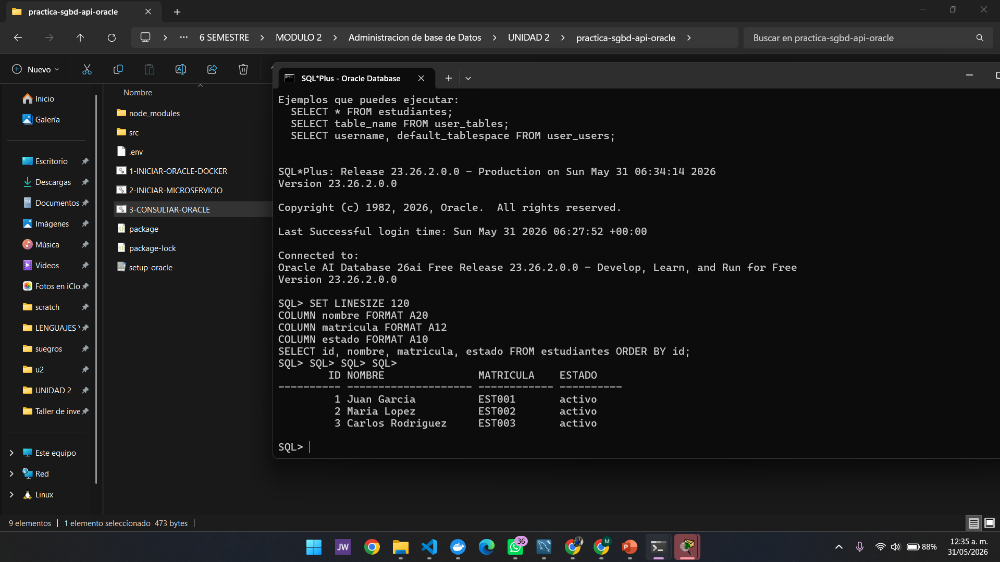 practica-sgbd-api-oracle
6 SEMESTRE
MODULO 2
Administracion de base de Datos
UNIDAD 2
practica-sgbd-api-oracle
Buscar en practica-sgbd-api-oracle
Nuevo
Inicio
Galería
Escritorio
Descargas
Documentos
Imágenes
Música
Videos
Fotos en iClo
scratch
LENGUAJES Y
suegros
u2
UNIDAD 2
Taller de inve
Este equipo
Red
Linux
Nombre
node_modules
src
.env
1-INICIAR-ORACLE-DOCKER
2-INICIAR-MICROSERVICIO
3-CONSULTAR-ORACLE
package
package-lock
setup-oracle
SQL*Plus - Oracle Database
Ejemplos que puedes ejecutar:
SELECT * FROM estudiantes;
SELECT table_name FROM user_tables;
SELECT username, default_tablespace FROM user_users;
SQL*Plus: Release 23.26.2.0.0 - Production on Sun May 31 06:34:14 2026
Version 23.26.2.0.0
Copyright (c) 1982, 2026, Oracle.  All rights reserved.
Last Successful login time: Sun May 31 2026 06:27:52 +00:00
Connected to:
Oracle AI Database 26ai Free Release 23.26.2.0.0 - Develop, Learn, and Run for Free
Version 23.26.2.0.0
SQL> SET LINESIZE 120
COLUMN nombre FORMAT A20
COLUMN matricula FORMAT A12
COLUMN estado FORMAT A10
SELECT id, nombre, matricula, estado FROM estudiantes ORDER BY id;
SQL> SQL> SQL> SQL>
ID NOMBRE MATRICULA ESTADO
---------- -------------------- ------------ ----------
1 Juan Garcia EST001 activo
2 Maria Lopez EST002 activo
3 Carlos Rodriguez EST003 activo
SQL>
9 elementos
1 elemento seleccionado 473 bytes
JW
36
M
P
88%
12:35 a. m.
31/05/2026